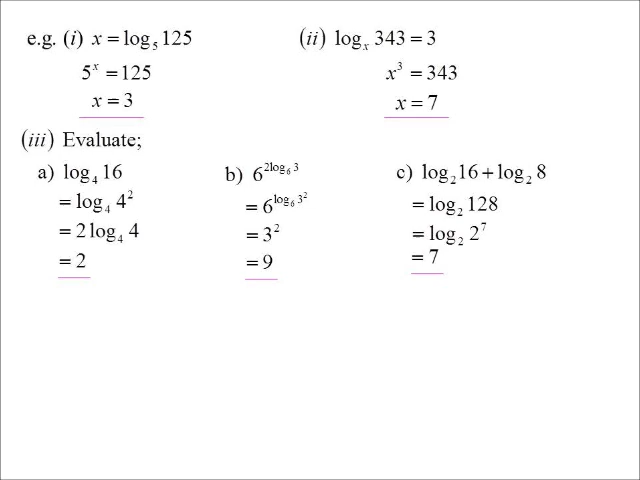 e.g. (i) x = log₅ 125
5ˣ = 125
x = 3
(ii) logₓ 343 = 3
x³ = 343
x = 7
(iii) Evaluate;
a) log₄ 16
= log₄ 4²
= 2 log₄ 4
= 2
b) 6^(2log₆ 3)
= 6^(log₆ 3²)
= 3²
= 9
c) log₂ 16 + log₂ 8
= log₂ 128
= log₂ 2⁷
= 7